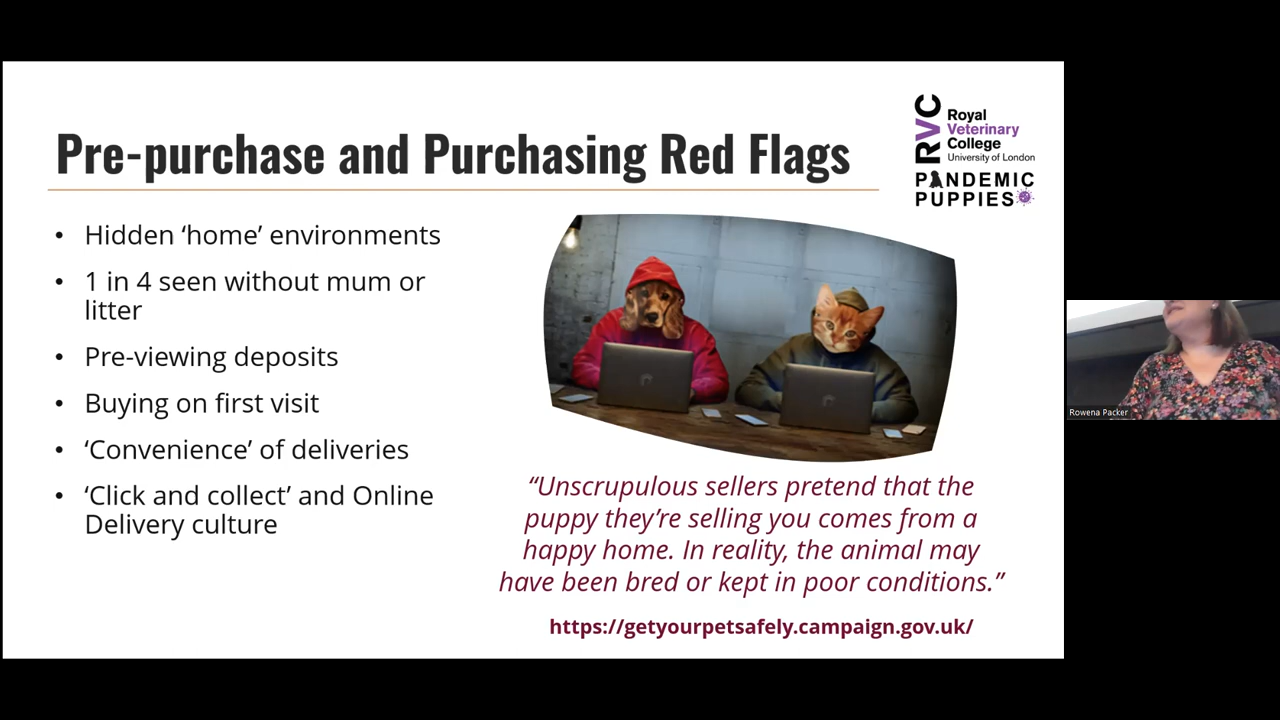 Pre-purchase and Purchasing Red Flags
RVC
Royal
Veterinary
College
University of London
PANDEMIC
PUPPIES
• Hidden ‘home’ environments
• 1 in 4 seen without mum or
litter
• Pre-viewing deposits
• Buying on first visit
• ‘Convenience’ of deliveries
• ‘Click and collect’ and Online
Delivery culture
“Unscrupulous sellers pretend that the
puppy they’re selling you comes from a
happy home. In reality, the animal may
have been bred or kept in poor conditions.”
https://getyourpetsafely.campaign.gov.uk/
Rowena Packer